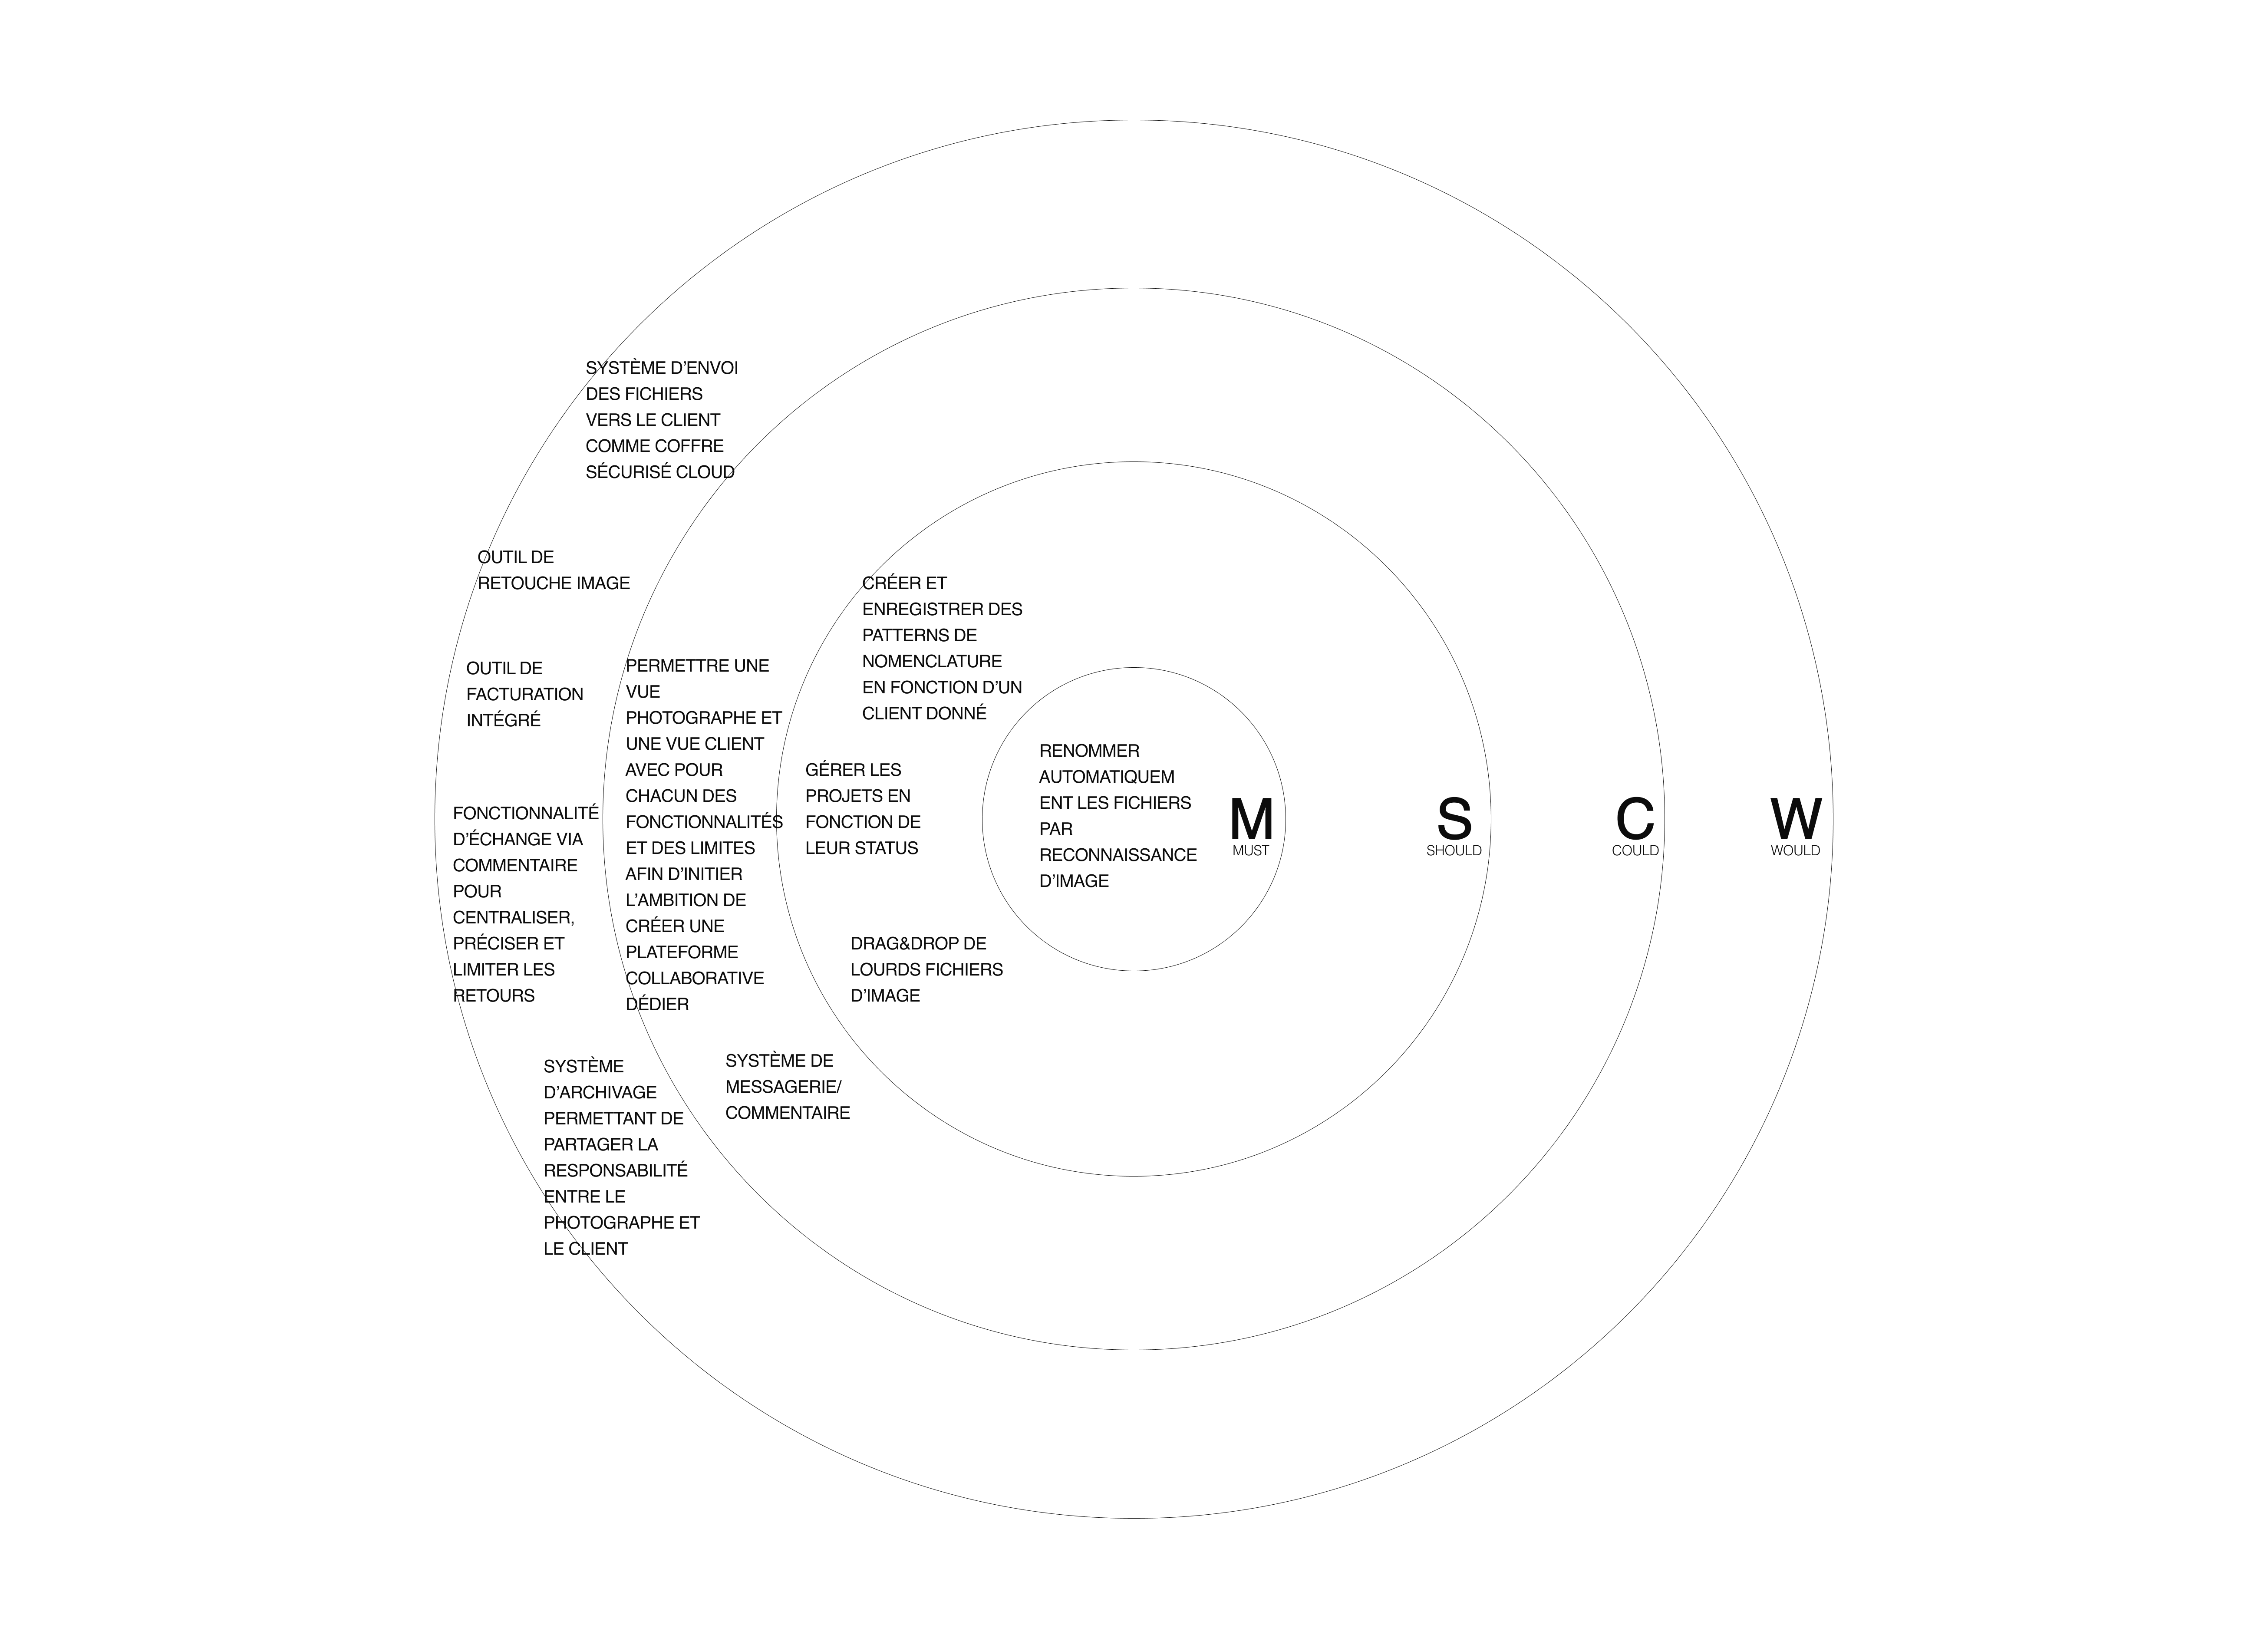 SYSTÈME D'ENVOI
DES FICHIERS
VERS LE CLIENT
COMME COFFRE
SÉCURISÉ CLOUD
OUTIL DE
RETOUCHE IMAGE
OUTIL DE
FACTURATION
INTÉGRÉ
FONCTIONNALITÉ
D'ÉCHANGE VIA
COMMENTAIRE
POUR
CENTRALISER,
PRÉCISER ET
LIMITER LES
RETOURS
SYSTÈME
D'ARCHIVAGE
PERMETTANT DE
PARTAGER LA
RESPONSABILITÉ
ENTRE LE
PHOTOGRAPHE ET
LE CLIENT
PERMETTRE UNE
VUE
PHOTOGRAPHE ET
UNE VUE CLIENT
AVEC POUR
CHACUN DES
FONCTIONNALITÉS
ET DES LIMITES
AFIN D'INITIER
L'AMBITION DE
CRÉER UNE
PLATEFORME
COLLABORATIVE
DÉDIER
SYSTÈME DE
MESSAGERIE/
COMMENTAIRE
CRÉER ET
ENREGISTRER DES
PATTERNS DE
NOMENCLATURE
EN FONCTION D'UN
CLIENT DONNÉ
GÉRER LES
PROJETS EN
FONCTION DE
LEUR STATUS
DRAG&DROP DE
LOURDS FICHIERS
D'IMAGE
RENOMMER
AUTOMATIQUEM
ENT LES FICHIERS
PAR
RECONNAISSANCE
D'IMAGE
M
MUST
S
SHOULD
C
COULD
W
WOULD